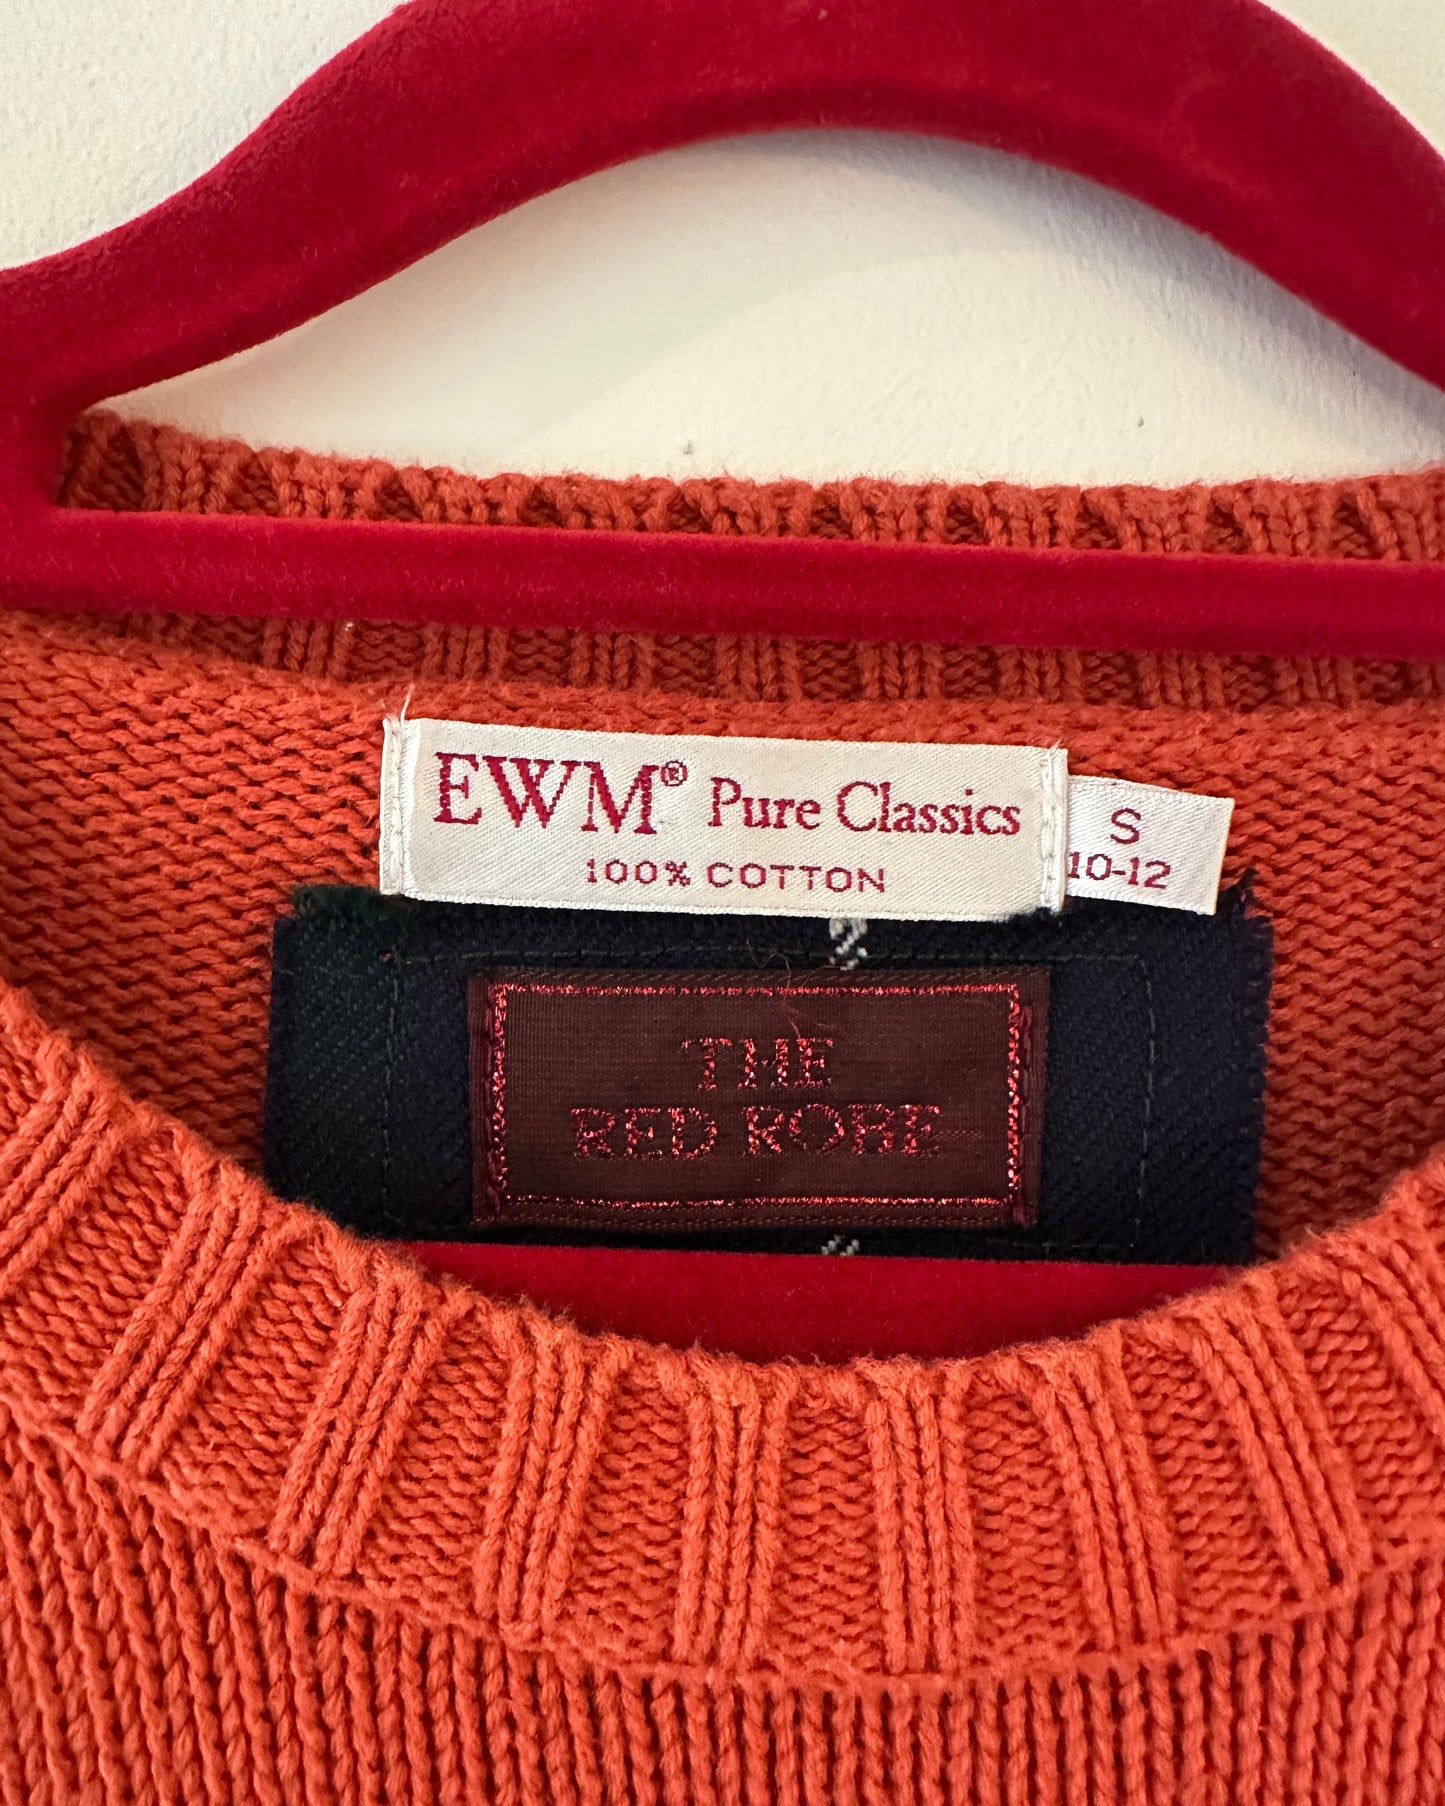 EWM® Pure Classics
100% COTTON
S
10-12
THE
RED ROBE